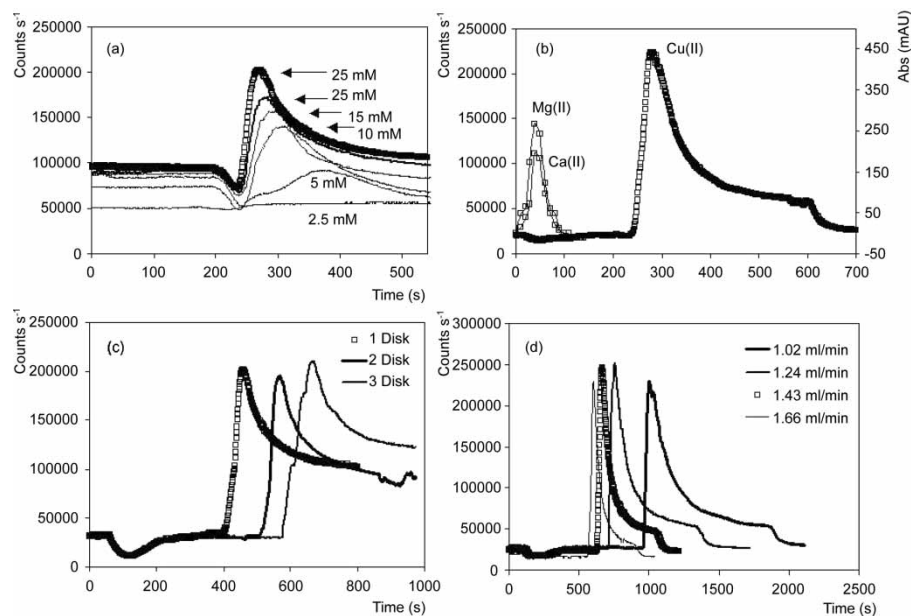 Counts s⁻¹
(a)
250000
200000
150000
100000
50000
0
25 mM
25 mM
15 mM
10 mM
5 mM
2.5 mM
0 100 200 300 400 500
Time (s)
Counts s⁻¹
(b)
250000
200000
150000
100000
50000
0
Mg(II)
Ca(II)
Cu(II)
Abs (mAU)
450
350
250
150
50
-50
0 100 200 300 400 500 600 700
Time (s)
Counts s⁻¹
(c)
250000
200000
150000
100000
50000
0
1 Disk
2 Disk
3 Disk
0 200 400 600 800 1000
Time (s)
Counts s⁻¹
(d)
300000
250000
200000
150000
100000
50000
0
1.02 ml/min
1.24 ml/min
1.43 ml/min
1.66 ml/min
0 500 1000 1500 2000 2500
Time (s)